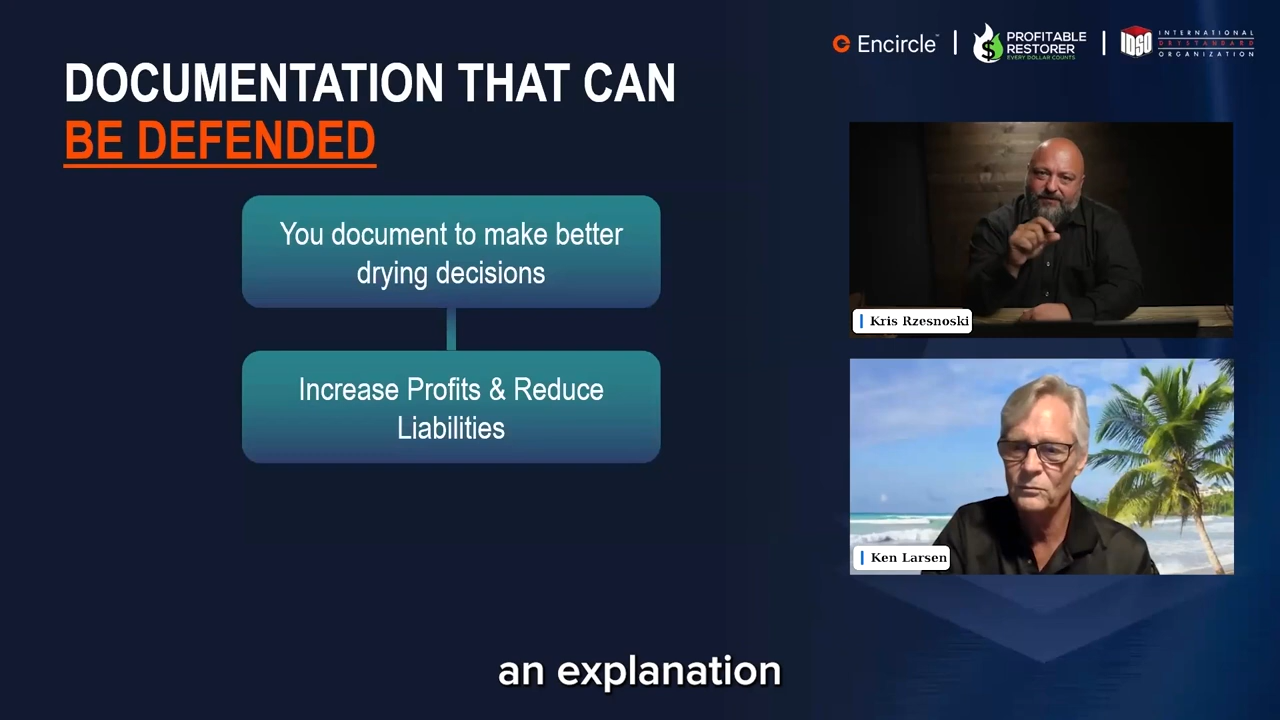 Encircle
PROFITABLE
RESTORER
EVERY DOLLAR COUNTS
IDSO
INTERNATIONAL
DRYSTANDARD
ORGANIZATION
DOCUMENTATION THAT CAN
BE DEFENDED
You document to make better
drying decisions
Increase Profits & Reduce
Liabilities
Kris Rzesnoski
Ken Larsen
an explanation